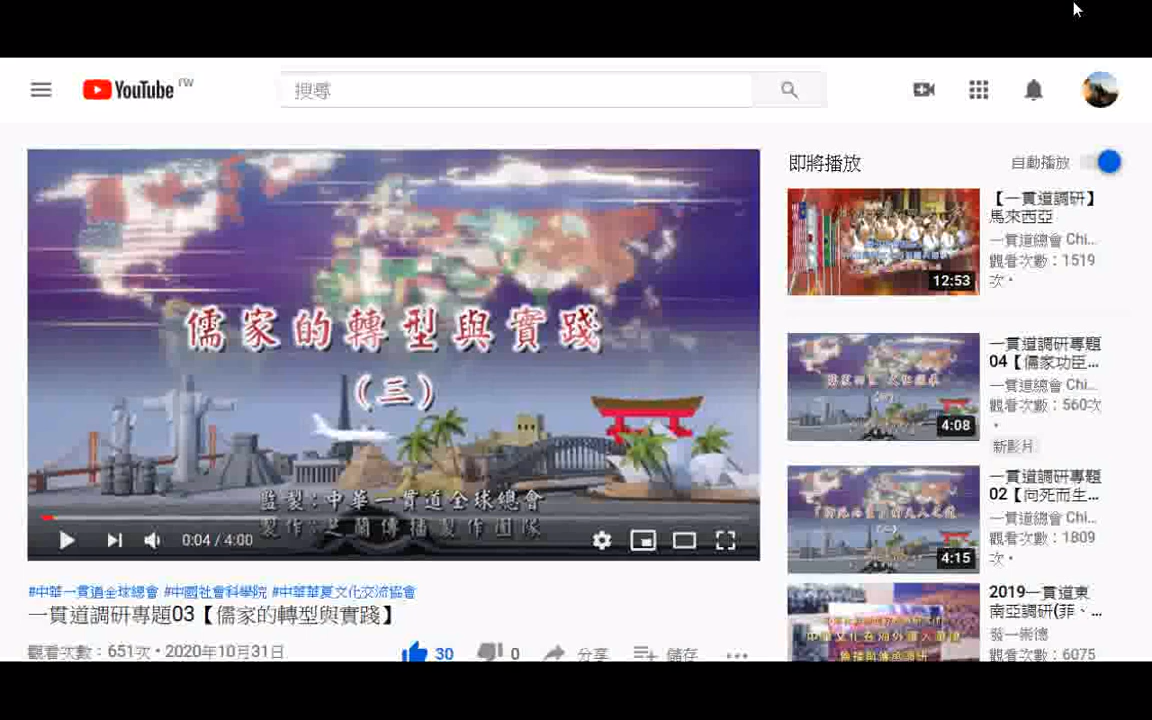 YouTube TW
搜尋
儒家的轉型與實踐
(三)
監製:中華一貫道全球總會
製作:芝蘭傳播製作團隊
0:04 / 4:00
#中華一貫道全球總會 #中國社會科學院 #中華華夏文化交流協會
一貫道調研專題03【儒家的轉型與實踐】
觀看次數:651次 • 2020年10月31日
30
0
分享
儲存
即將播放
自動播放
12:53
【一貫道調研】
馬來西亞
一貫道總會 Chi...
觀看次數:1519
次 •
4:08
一貫道調研專題
04【儒家功臣...
一貫道總會 Chi...
觀看次數:560次
•
新影片
4:15
一貫道調研專題
02【向死而生...
一貫道總會 Chi...
觀看次數:1809
次 •
2019一貫道東
南亞調研(菲、...
發一崇德
觀看次數:6075